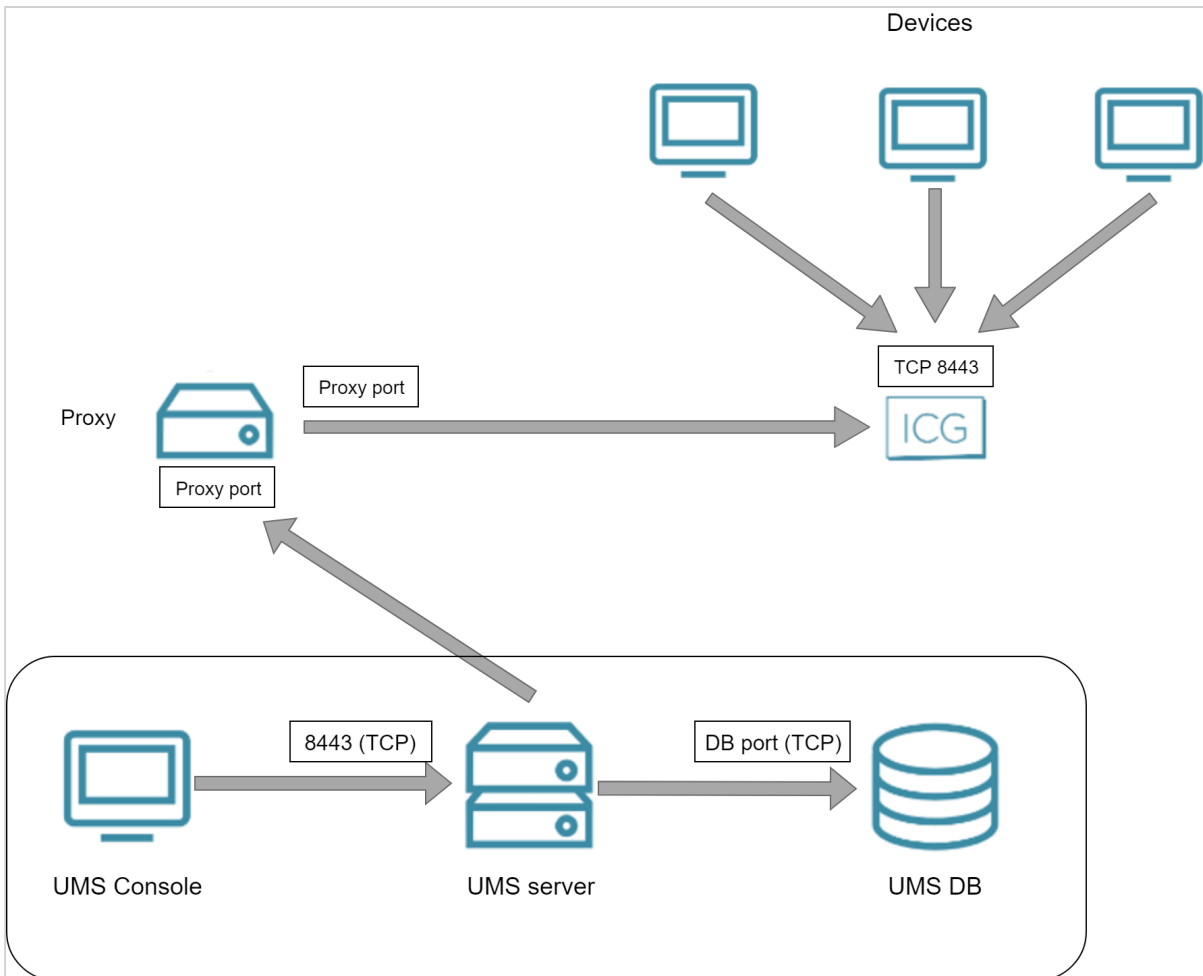 Devices
TCP 8443
Proxy port
Proxy
ICG
Proxy port
8443 (TCP)
DB port (TCP)
UMS Console
UMS server
UMS DB